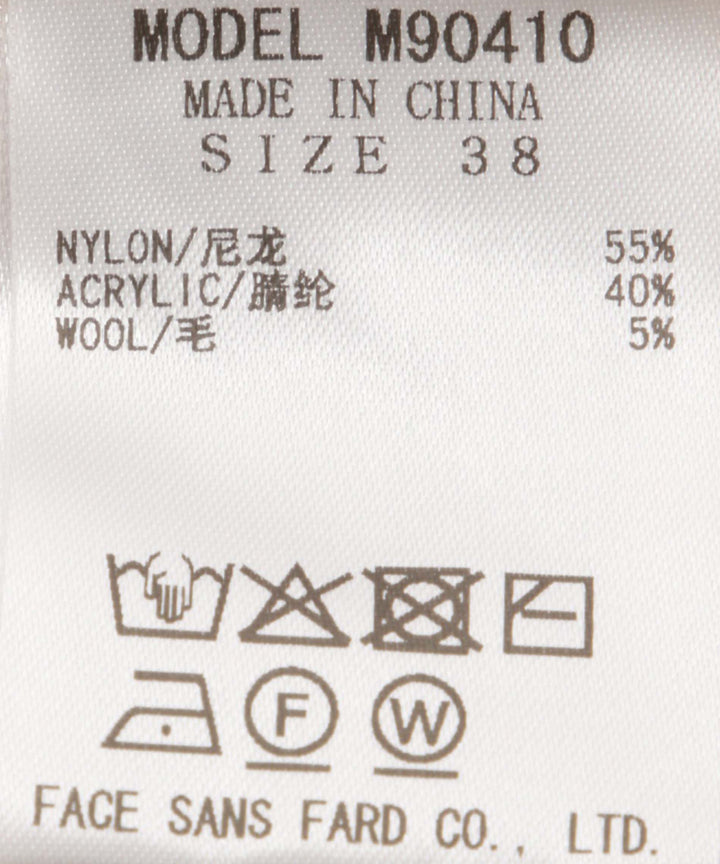 MODEL M90410
MADE IN CHINA
SIZE 38
NYLON/尼龙 55%
ACRYLIC/腈纶 40%
WOOL/毛 5%
F W
FACE SANS FARD CO., LTD.